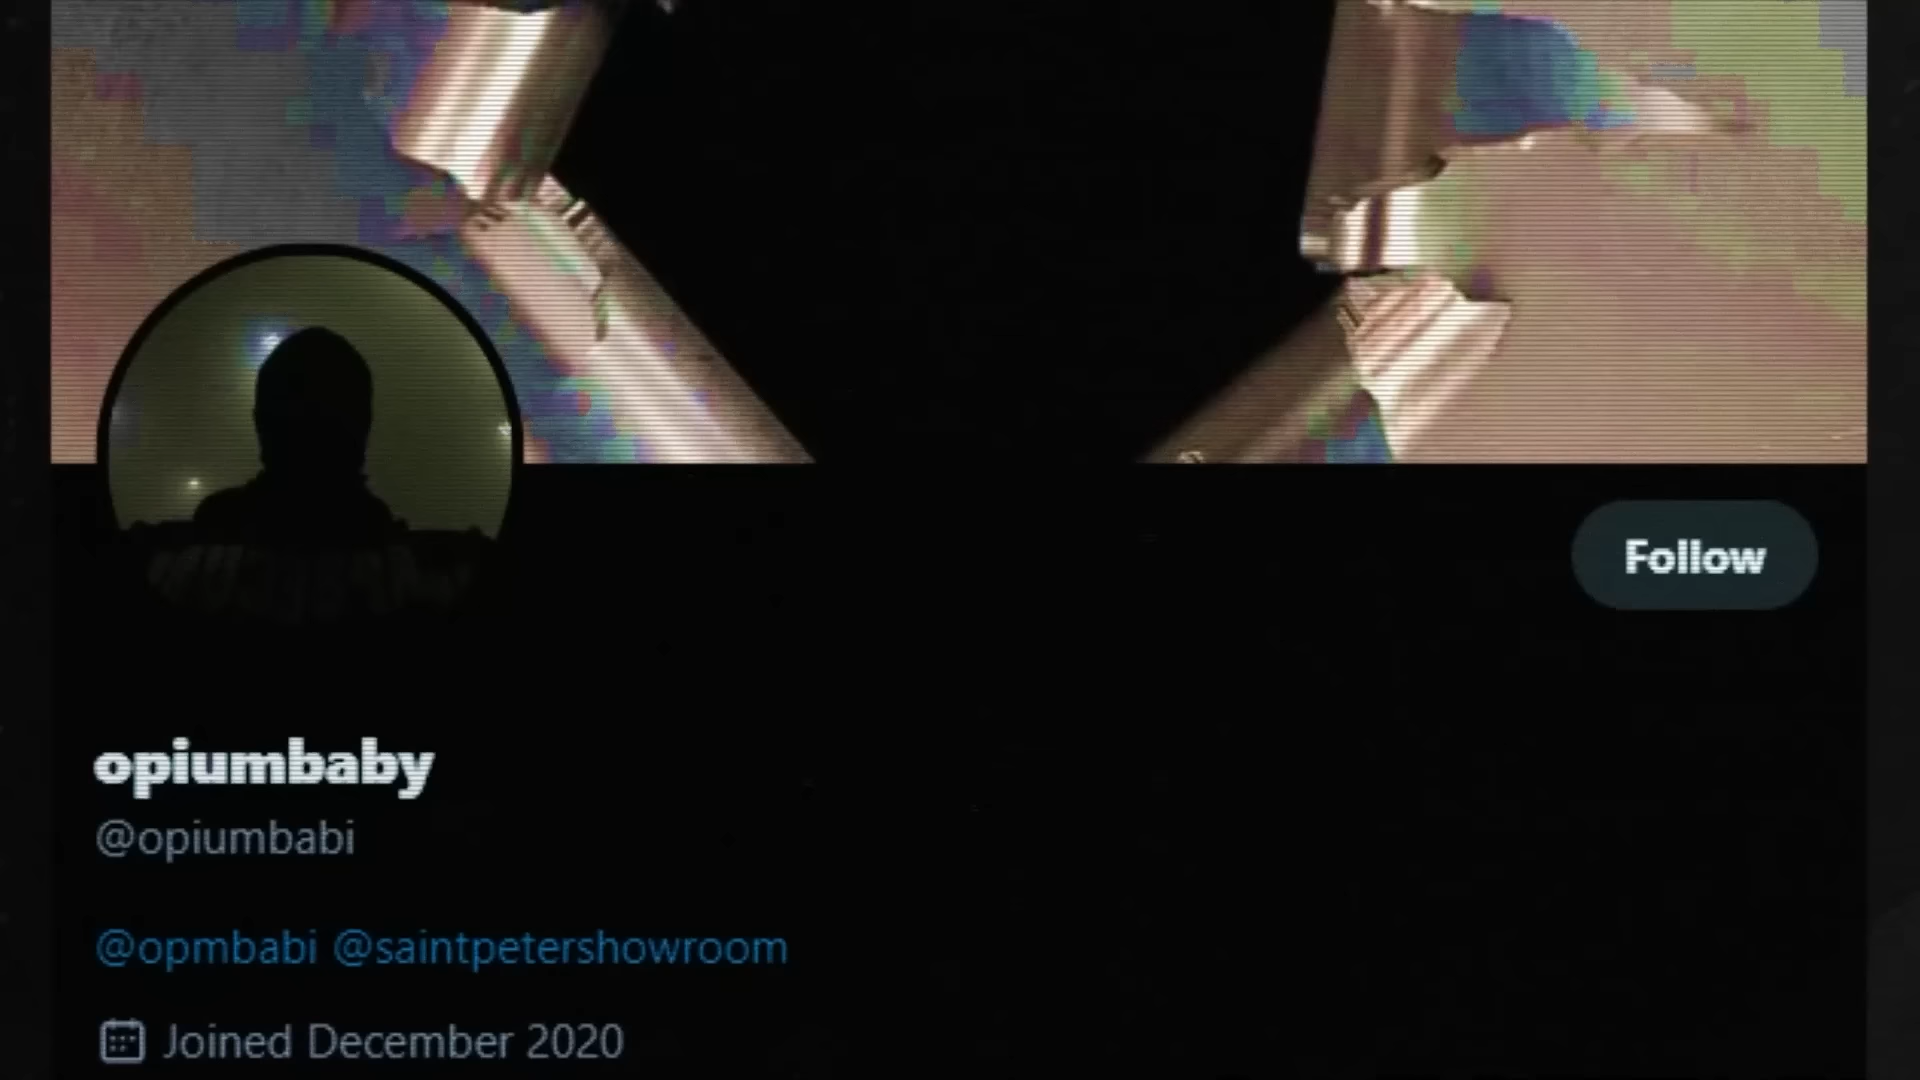 Follow
opiumbaby
@opiumbabi
@opmbabi @saintpetershowroom
Joined December 2020